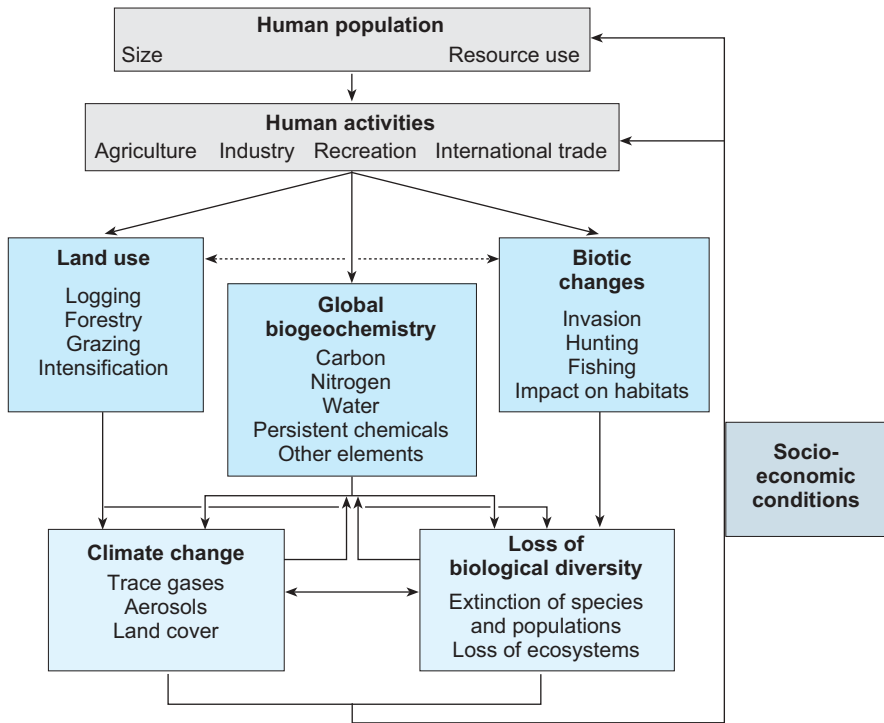 Human population
Size Resource use
Human activities
Agriculture Industry Recreation International trade
Land use
Logging
Forestry
Grazing
Intensification
Global
biogeochemistry
Carbon
Nitrogen
Water
Persistent chemicals
Other elements
Biotic
changes
Invasion
Hunting
Fishing
Impact on habitats
Socio-
economic
conditions
Climate change
Trace gases
Aerosols
Land cover
Loss of
biological diversity
Extinction of species
and populations
Loss of ecosystems